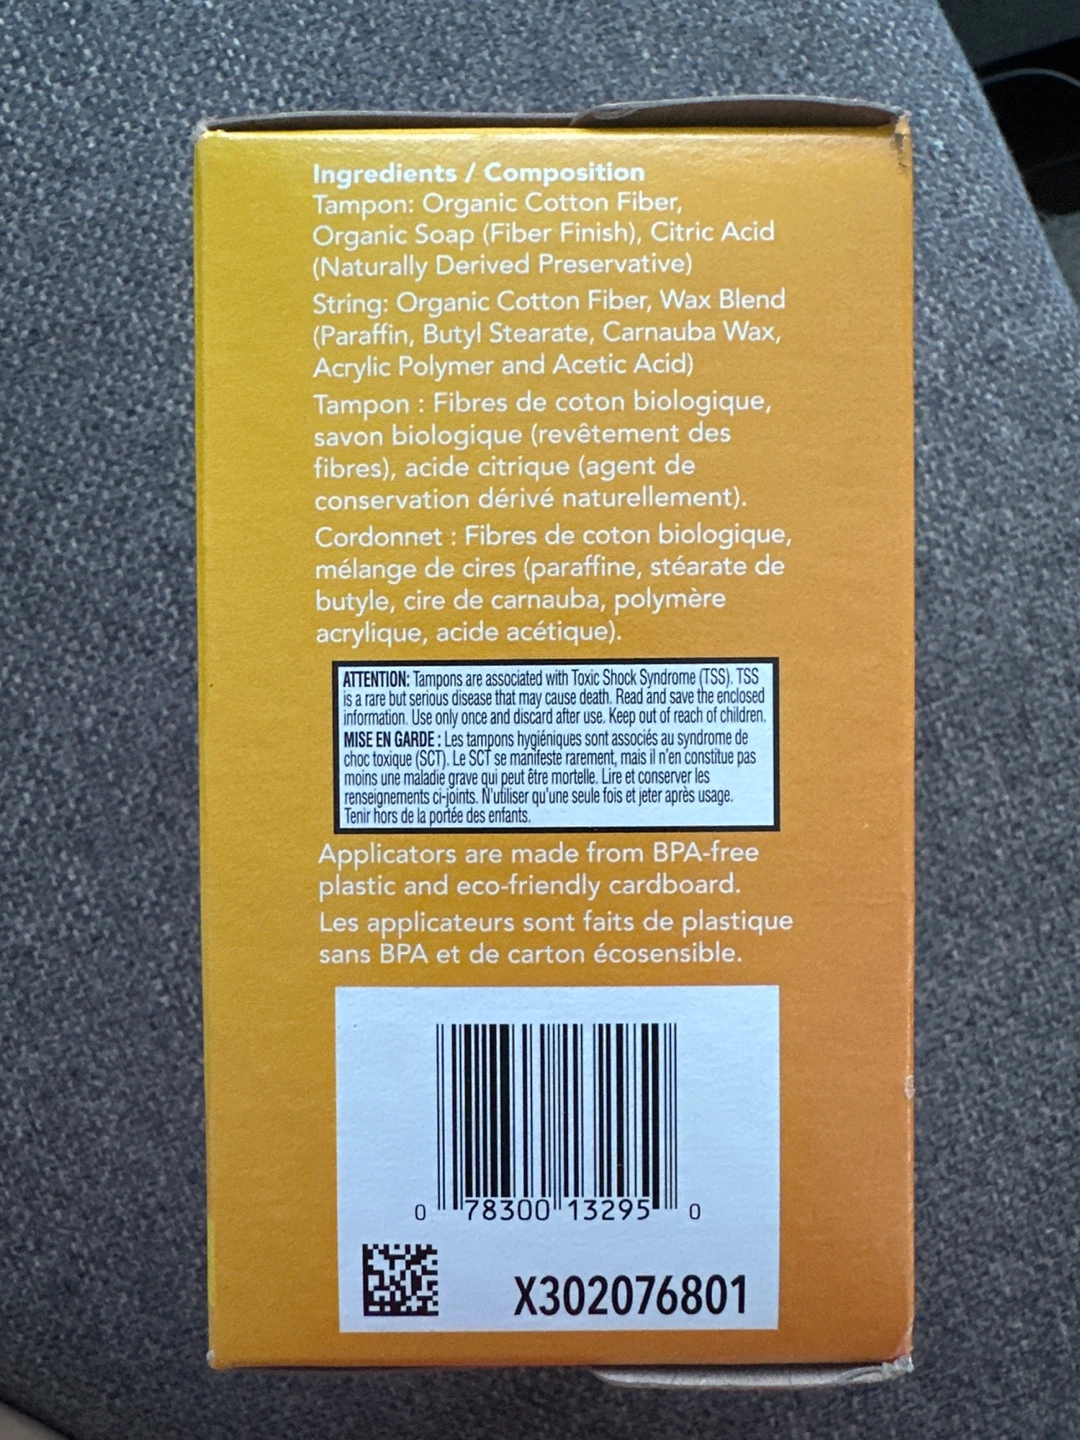 Ingredients / Composition
Tampon: Organic Cotton Fiber,
Organic Soap (Fiber Finish), Citric Acid
(Naturally Derived Preservative)
String: Organic Cotton Fiber, Wax Blend
(Paraffin, Butyl Stearate, Carnauba Wax,
Acrylic Polymer and Acetic Acid)
Tampon : Fibres de coton biologique,
savon biologique (revêtement des
fibres), acide citrique (agent de
conservation dérivé naturellement).
Cordonnet : Fibres de coton biologique,
mélange de cires (paraffine, stéarate de
butyle, cire de carnauba, polymère
acrylique, acide acétique).
ATTENTION: Tampons are associated with Toxic Shock Syndrome (TSS). TSS
is a rare but serious disease that may cause death. Read and save the enclosed
information. Use only once and discard after use. Keep out of reach of children.
MISE EN GARDE : Les tampons hygiéniques sont associés au syndrome de
choc toxique (SCT). Le SCT se manifeste rarement, mais il n'en constitue pas
moins une maladie grave qui peut être mortelle. Lire et conserver les
renseignements ci-joints. N'utiliser qu'une seule fois et jeter après usage.
Tenir hors de la portée des enfants.
Applicators are made from BPA-free
plastic and eco-friendly cardboard.
Les applicateurs sont faits de plastique
sans BPA et de carton écosensible.
0 78300 13295 0
X302076801